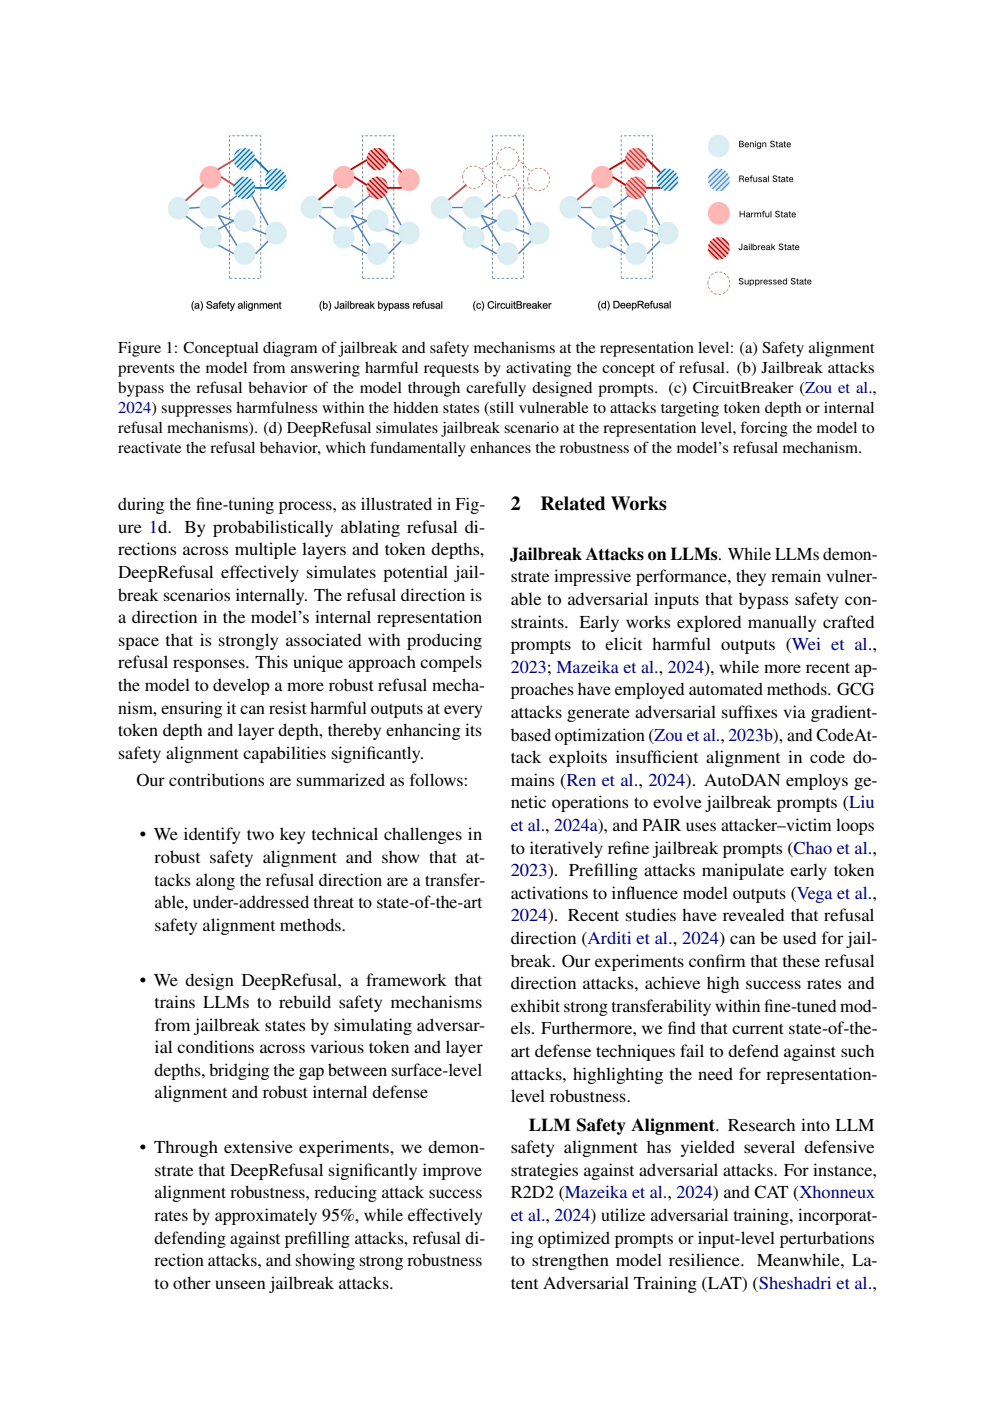 Benign State
Refusal State
Harmful State
Jailbreak State
Suppressed State
(a) Safety alignment
(b) Jailbreak bypass refusal
(c) CircuitBreaker
(d) DeepRefusal
Figure 1: Conceptual diagram of jailbreak and safety mechanisms at the representation level: (a) Safety alignment
prevents the model from answering harmful requests by activating the concept of refusal. (b) Jailbreak attacks
bypass the refusal behavior of the model through carefully designed prompts. (c) CircuitBreaker (Zou et al.,
2024) suppresses harmfulness within the hidden states (still vulnerable to attacks targeting token depth or internal
refusal mechanisms). (d) DeepRefusal simulates jailbreak scenario at the representation level, forcing the model to
reactivate the refusal behavior, which fundamentally enhances the robustness of the model's refusal mechanism.
during the fine-tuning process, as illustrated in Fig-
ure 1d. By probabilistically ablating refusal di-
rections across multiple layers and token depths,
DeepRefusal effectively simulates potential jail-
break scenarios internally. The refusal direction is
a direction in the model's internal representation
space that is strongly associated with producing
refusal responses. This unique approach compels
the model to develop a more robust refusal mecha-
nism, ensuring it can resist harmful outputs at every
token depth and layer depth, thereby enhancing its
safety alignment capabilities significantly.
Our contributions are summarized as follows:
• We identify two key technical challenges in
robust safety alignment and show that at-
tacks along the refusal direction are a transfer-
able, under-addressed threat to state-of-the-art
safety alignment methods.
• We design DeepRefusal, a framework that
trains LLMs to rebuild safety mechanisms
from jailbreak states by simulating adversar-
ial conditions across various token and layer
depths, bridging the gap between surface-level
alignment and robust internal defense
• Through extensive experiments, we demon-
strate that DeepRefusal significantly improve
alignment robustness, reducing attack success
rates by approximately 95%, while effectively
defending against prefilling attacks, refusal di-
rection attacks, and showing strong robustness
to other unseen jailbreak attacks.
2 Related Works
Jailbreak Attacks on LLMs. While LLMs demon-
strate impressive performance, they remain vulner-
able to adversarial inputs that bypass safety con-
straints. Early works explored manually crafted
prompts to elicit harmful outputs (Wei et al.,
2023; Mazeika et al., 2024), while more recent ap-
proaches have employed automated methods. GCG
attacks generate adversarial suffixes via gradient-
based optimization (Zou et al., 2023b), and CodeAt-
tack exploits insufficient alignment in code do-
mains (Ren et al., 2024). AutoDAN employs ge-
netic operations to evolve jailbreak prompts (Liu
et al., 2024a), and PAIR uses attacker–victim loops
to iteratively refine jailbreak prompts (Chao et al.,
2023). Prefilling attacks manipulate early token
activations to influence model outputs (Vega et al.,
2024). Recent studies have revealed that refusal
direction (Arditi et al., 2024) can be used for jail-
break. Our experiments confirm that these refusal
direction attacks, achieve high success rates and
exhibit strong transferability within fine-tuned mod-
els. Furthermore, we find that current state-of-the-
art defense techniques fail to defend against such
attacks, highlighting the need for representation-
level robustness.
LLM Safety Alignment. Research into LLM
safety alignment has yielded several defensive
strategies against adversarial attacks. For instance,
R2D2 (Mazeika et al., 2024) and CAT (Xhonneux
et al., 2024) utilize adversarial training, incorporat-
ing optimized prompts or input-level perturbations
to strengthen model resilience. Meanwhile, La-
tent Adversarial Training (LAT) (Sheshadri et al.,